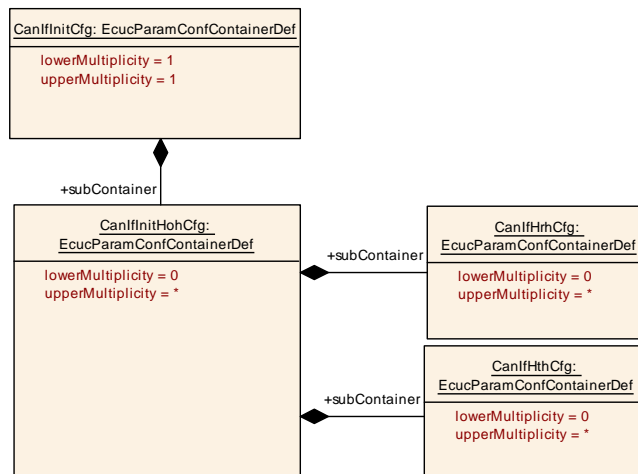 CanIfInitCfg: EcucParamConfContainerDef
lowerMultiplicity = 1
upperMultiplicity = 1
+subContainer
CanIfInitHohCfg:
EcucParamConfContainerDef
lowerMultiplicity = 0
upperMultiplicity = *
+subContainer
CanIfHrhCfg:
EcucParamConfContainerDef
lowerMultiplicity = 0
upperMultiplicity = *
+subContainer
CanIfHthCfg:
EcucParamConfContainerDef
lowerMultiplicity = 0
upperMultiplicity = *